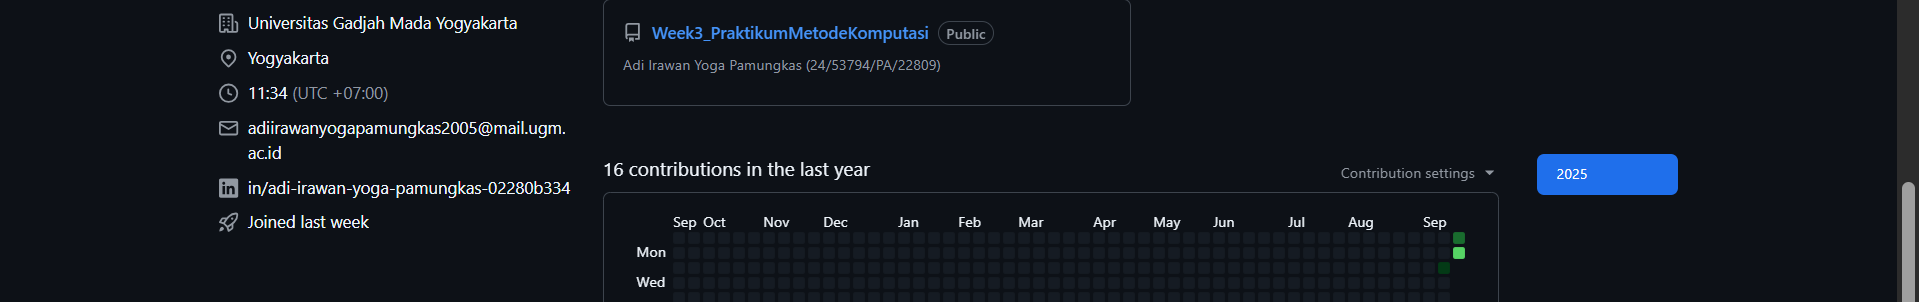 Universitas Gadjah Mada Yogyakarta
Yogyakarta
11:34 (UTC +07:00)
adiirawanyogapamungkas2005@mail.ugm.
ac.id
in/adi-irawan-yoga-pamungkas-02280b334
Joined last week
Week3_PraktikumMetodeKomputasi Public
Adi Irawan Yoga Pamungkas (24/53794/PA/22809)
16 contributions in the last year
Contribution settings
2025
Sep Oct Nov Dec Jan Feb Mar Apr May Jun Jul Aug Sep
Mon
Wed